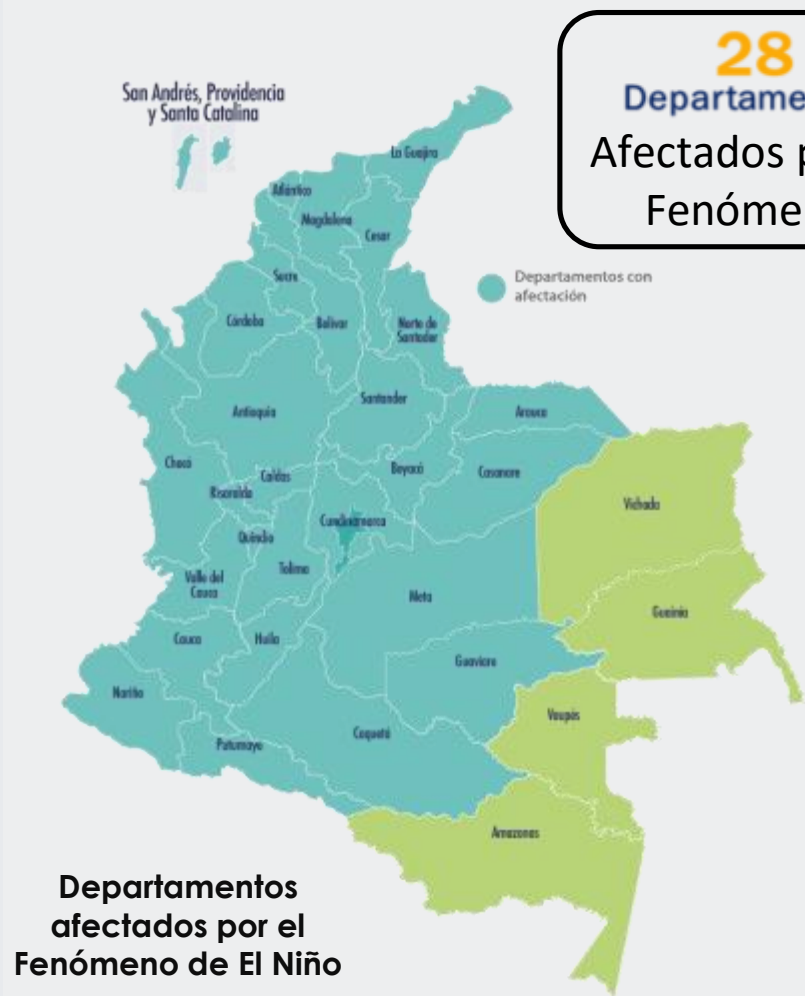 28
Departame
Afectados p
Fenóme
San Andrés, Providencia
y Santa Catalina
La Guajira
Atlántico
Magdalena
Cesar
Departamentos con
afectación
Sucre
Córdoba
Bolívar
Norte de
Santader
Antioquia
Santander
Arauca
Chocó
Caldas
Boyacá
Casanare
Risaralda
Vichada
Cundinamarca
Quindío
Tolima
Valle del
Cauca
Meta
Guainía
Cauca
Huila
Guaviare
Nariño
Vaupés
Putumayo
Caquetá
Amazonas
Departamentos
afectados por el
Fenómeno de El Niño